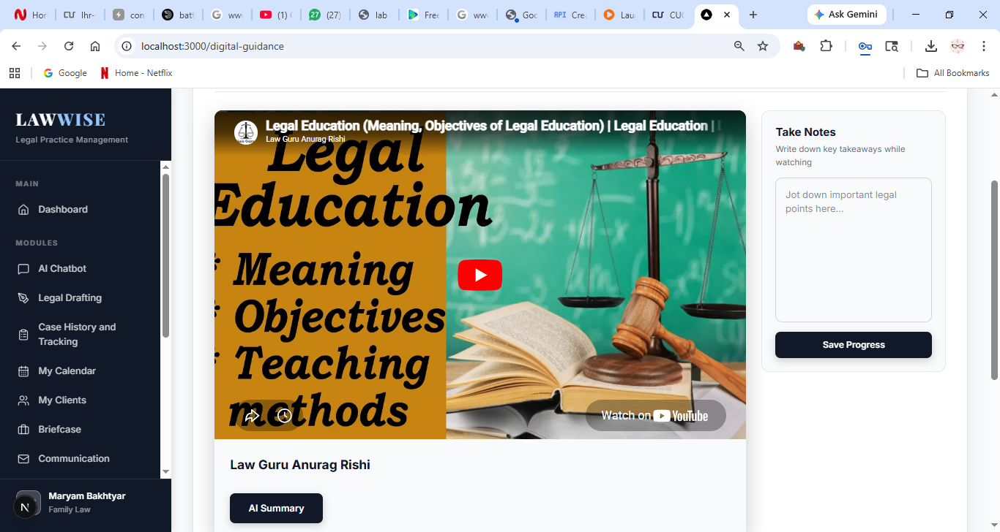 Hor
lhr-
con
batt
www
(1) (
(27)
lab
Free
www
Goo
API Crea
Lau
CU
Ask Gemini
localhost:3000/digital-guidance
Google
Home - Netflix
All Bookmarks
LAWWISE
Legal Practice Management
MAIN
Dashboard
MODULES
AI Chatbot
Legal Drafting
Case History and
Tracking
My Calendar
My Clients
Briefcase
Communication
N
Maryam Bakhtyar
Family Law
Legal Education (Meaning, Objectives of Legal Education) | Legal Education |
Law Guru Anurag Rishi
Legal
Education
* Meaning
* Objectives
* Teaching
methods
Watch on YouTube
Law Guru Anurag Rishi
AI Summary
Take Notes
Write down key takeaways while
watching
Jot down important legal
points here...
Save Progress